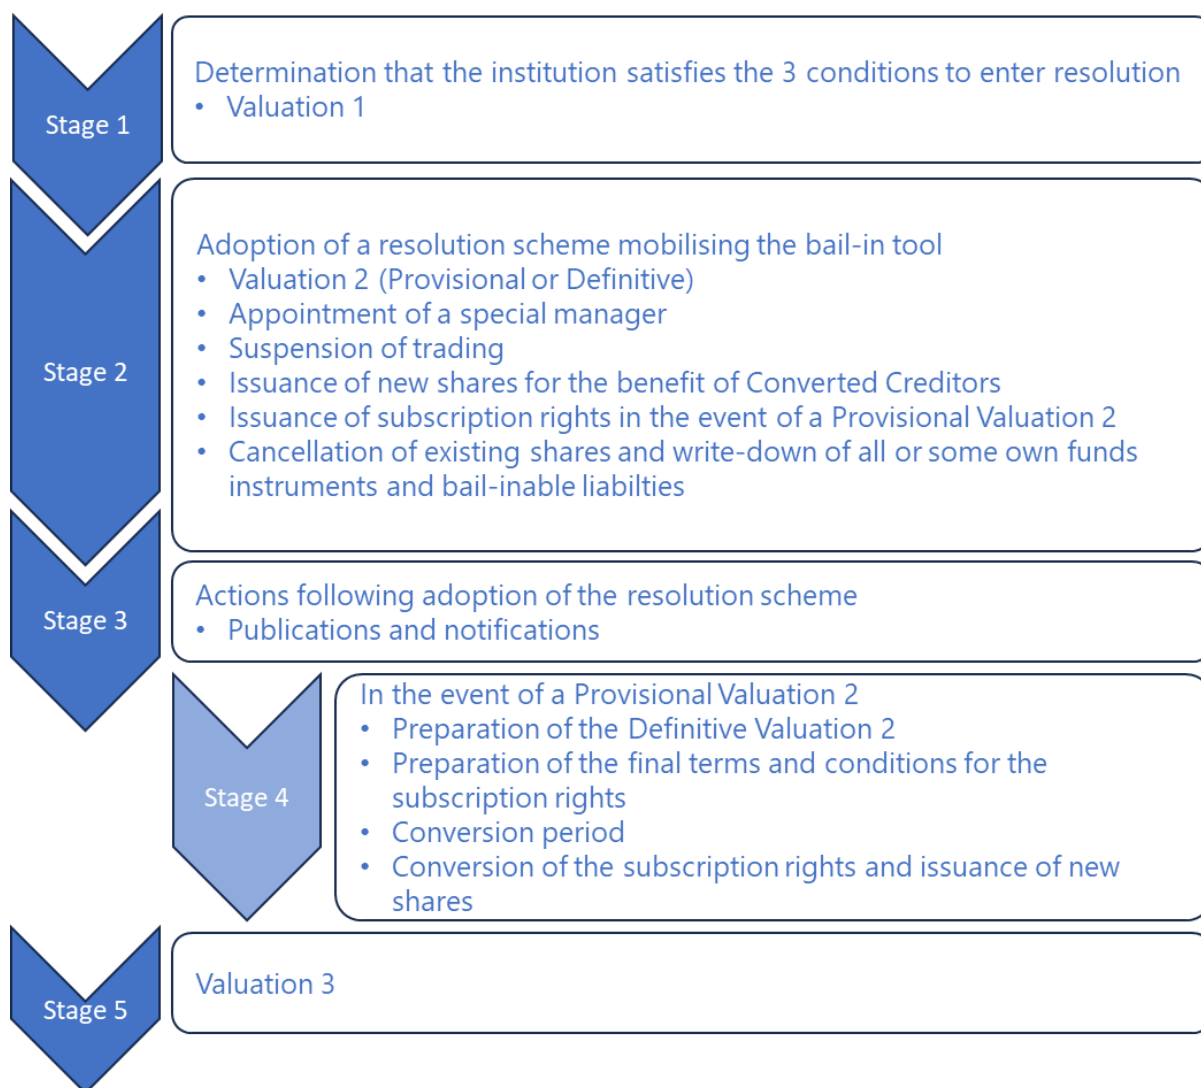 Stage 1
Determination that the institution satisfies the 3 conditions to enter resolution
• Valuation 1
Stage 2
Adoption of a resolution scheme mobilising the bail-in tool
• Valuation 2 (Provisional or Definitive)
• Appointment of a special manager
• Suspension of trading
• Issuance of new shares for the benefit of Converted Creditors
• Issuance of subscription rights in the event of a Provisional Valuation 2
• Cancellation of existing shares and write-down of all or some own funds
instruments and bail-inable liabilties
Stage 3
Actions following adoption of the resolution scheme
• Publications and notifications
Stage 4
In the event of a Provisional Valuation 2
• Preparation of the Definitive Valuation 2
• Preparation of the final terms and conditions for the
subscription rights
• Conversion period
• Conversion of the subscription rights and issuance of new
shares
Stage 5
Valuation 3